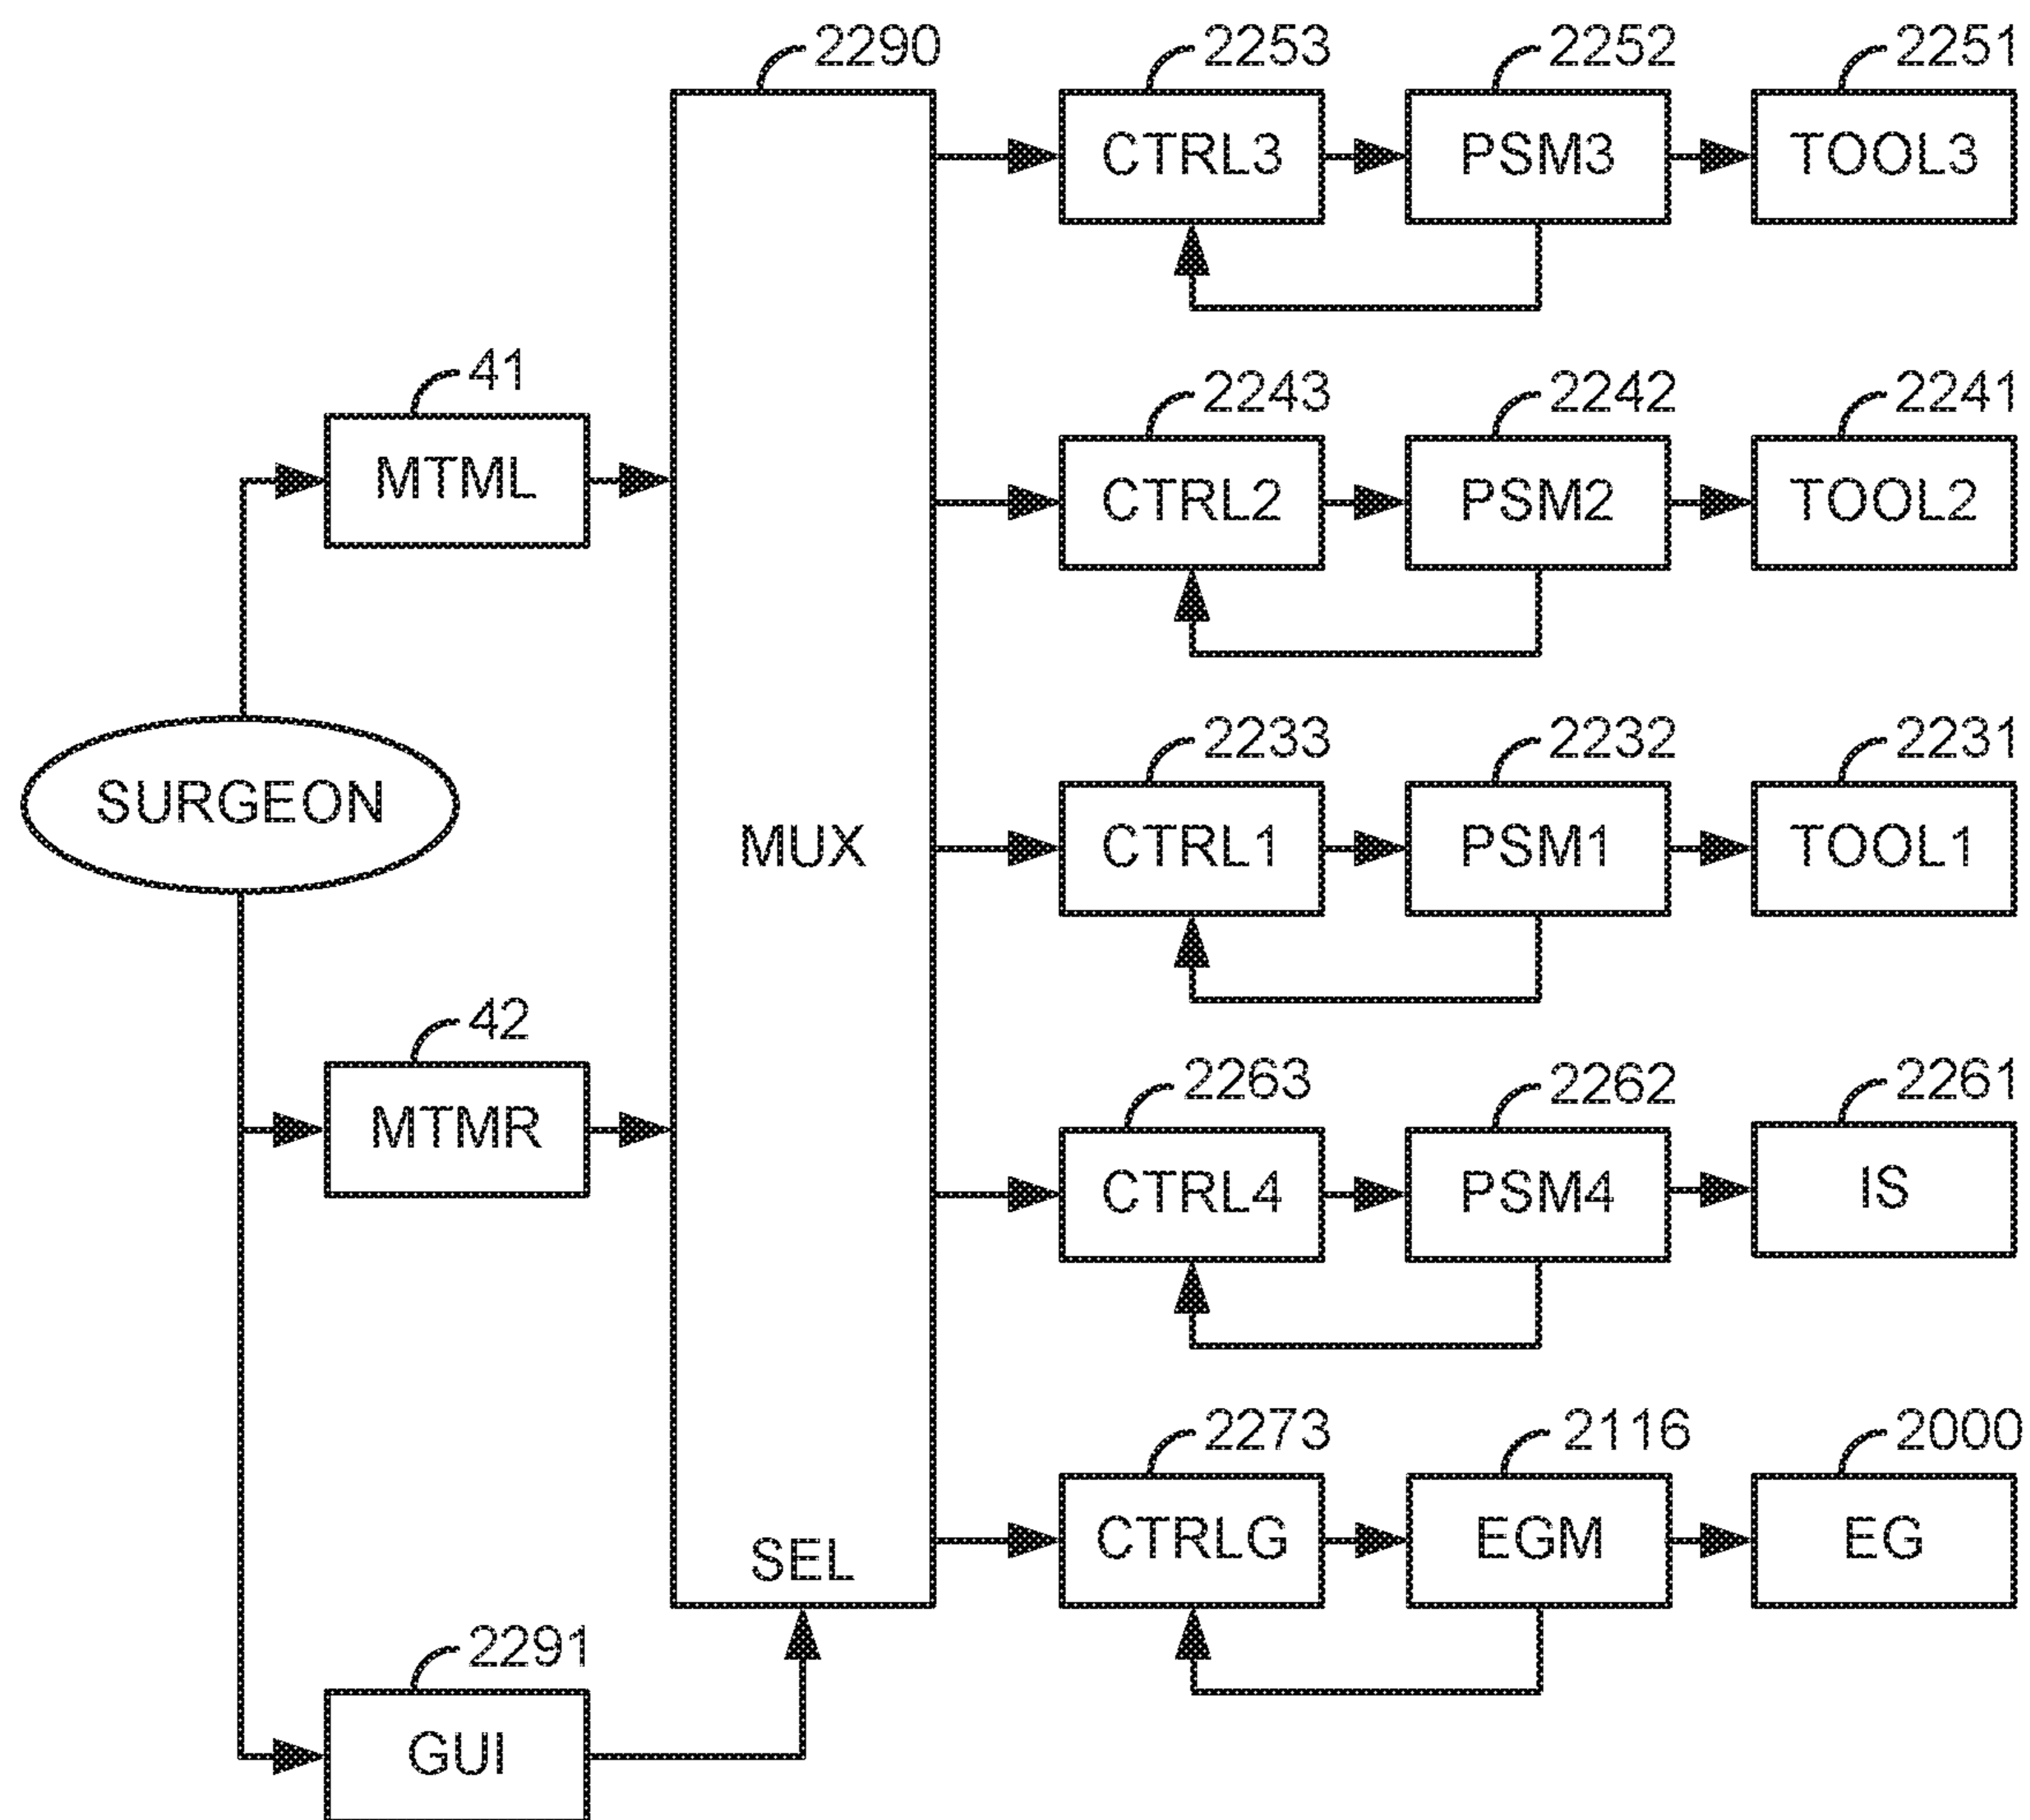 2290 2253 2252 2251
CTRL3 PSM3 TOOL3
41 2243 2242 2241
MTML CTRL2 PSM2 TOOL2
2233 2232 2231
SURGEON MUX CTRL1 PSM1 TOOL1
42 2263 2262 2261
MTMR CTRL4 PSM4 IS
2273 2116 2000
SEL CTRLG EGM EG
2291
GUI